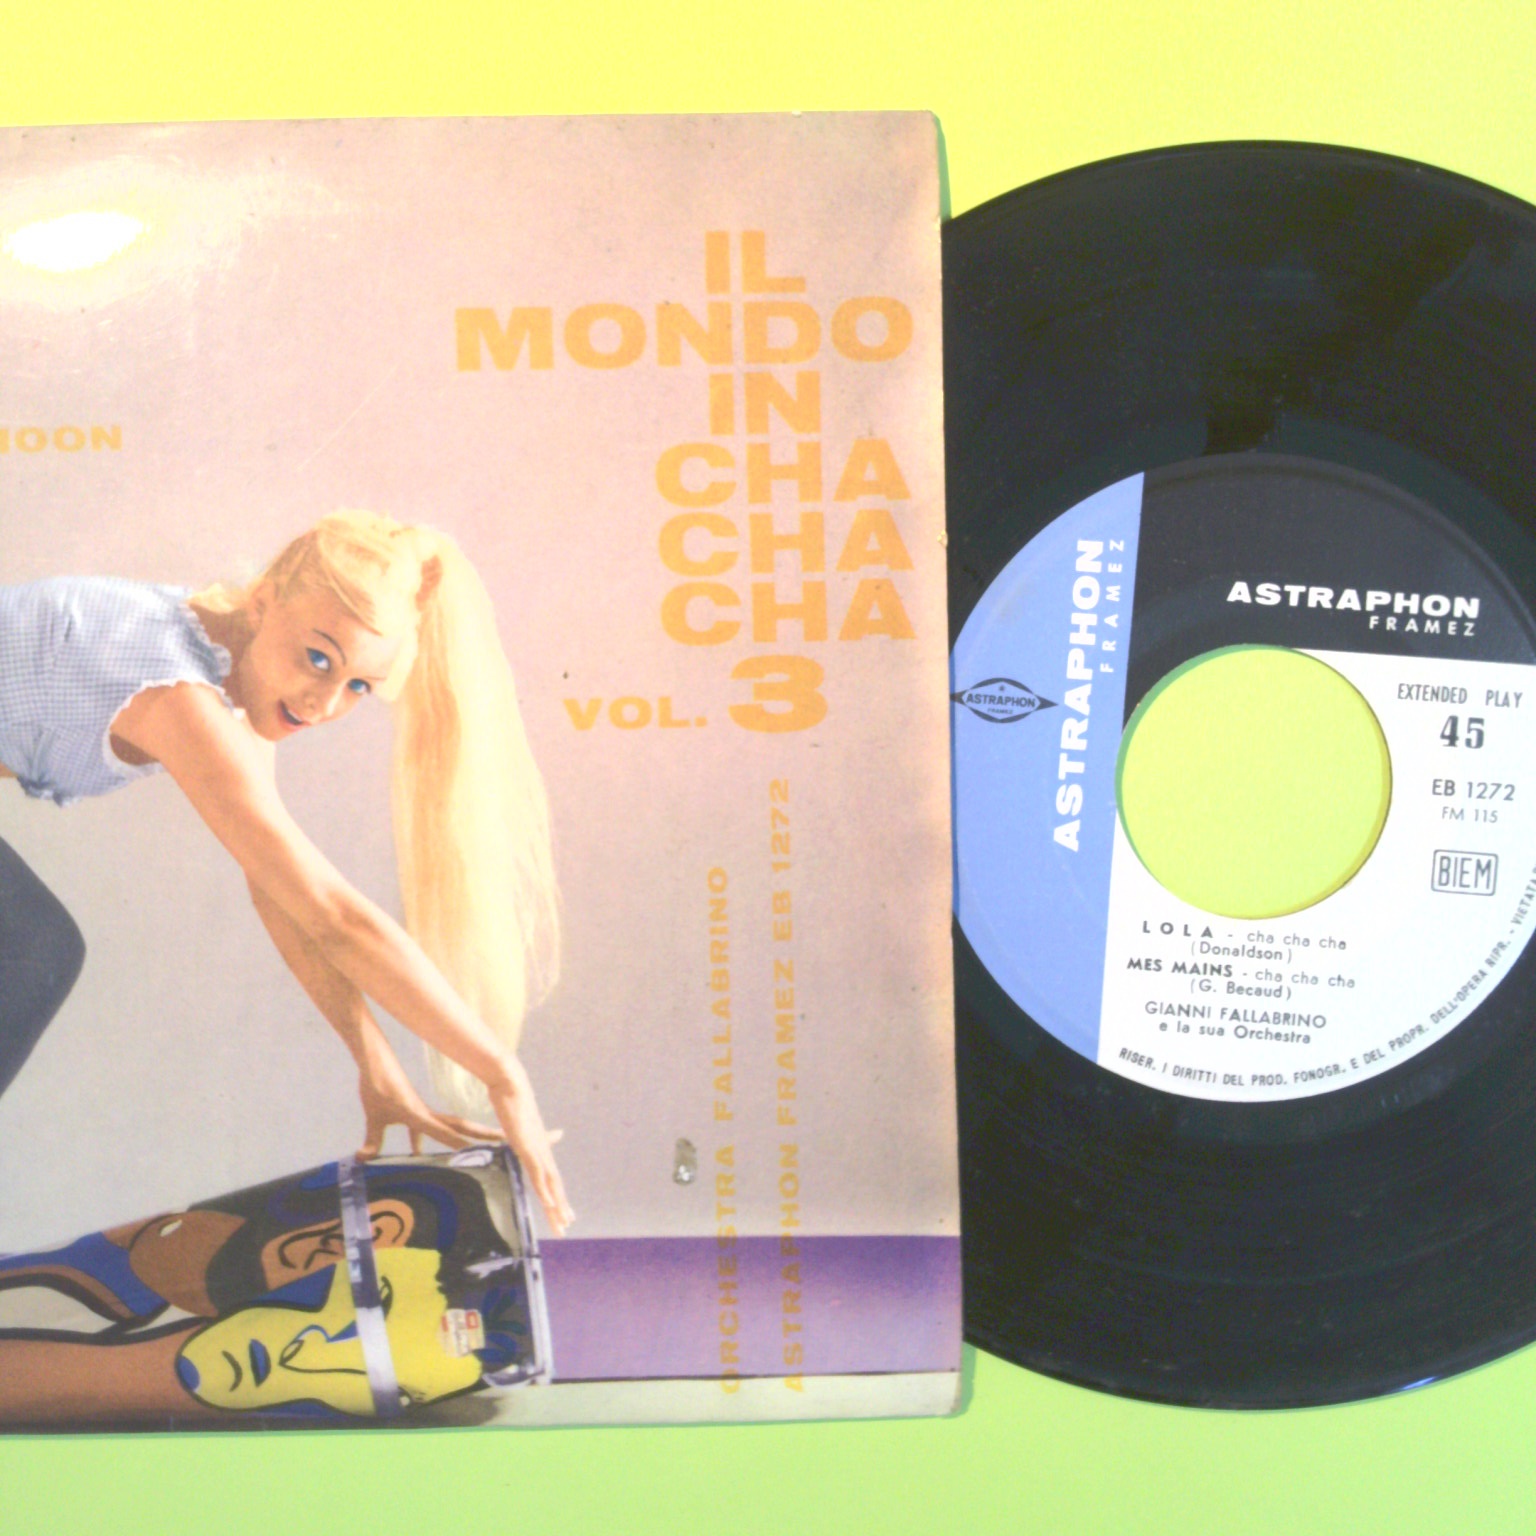 IL
MONDO
IN
CHA
CHA
CHA
VOL. 3
ORCHESTRA FALLABRINO
ASTRAPHON FRAMEZ EB 1272
ASTRAPHON
FRAMEZ
ASTRAPHON
FRAMEZ
ASTRAPHON
FRAMEZ
EXTENDED PLAY
45
EB 1272
FM 115
BIEM
LOLA - cha cha cha
(Donaldson)
MES MAINS - cha cha cha
(G. Becaud)
GIANNI FALLABRINO
e la sua Orchestra
RISER. I DIRITTI DEL PROD. FONOGR. E DEL PROPR. DELL'OPERA RIPR. -